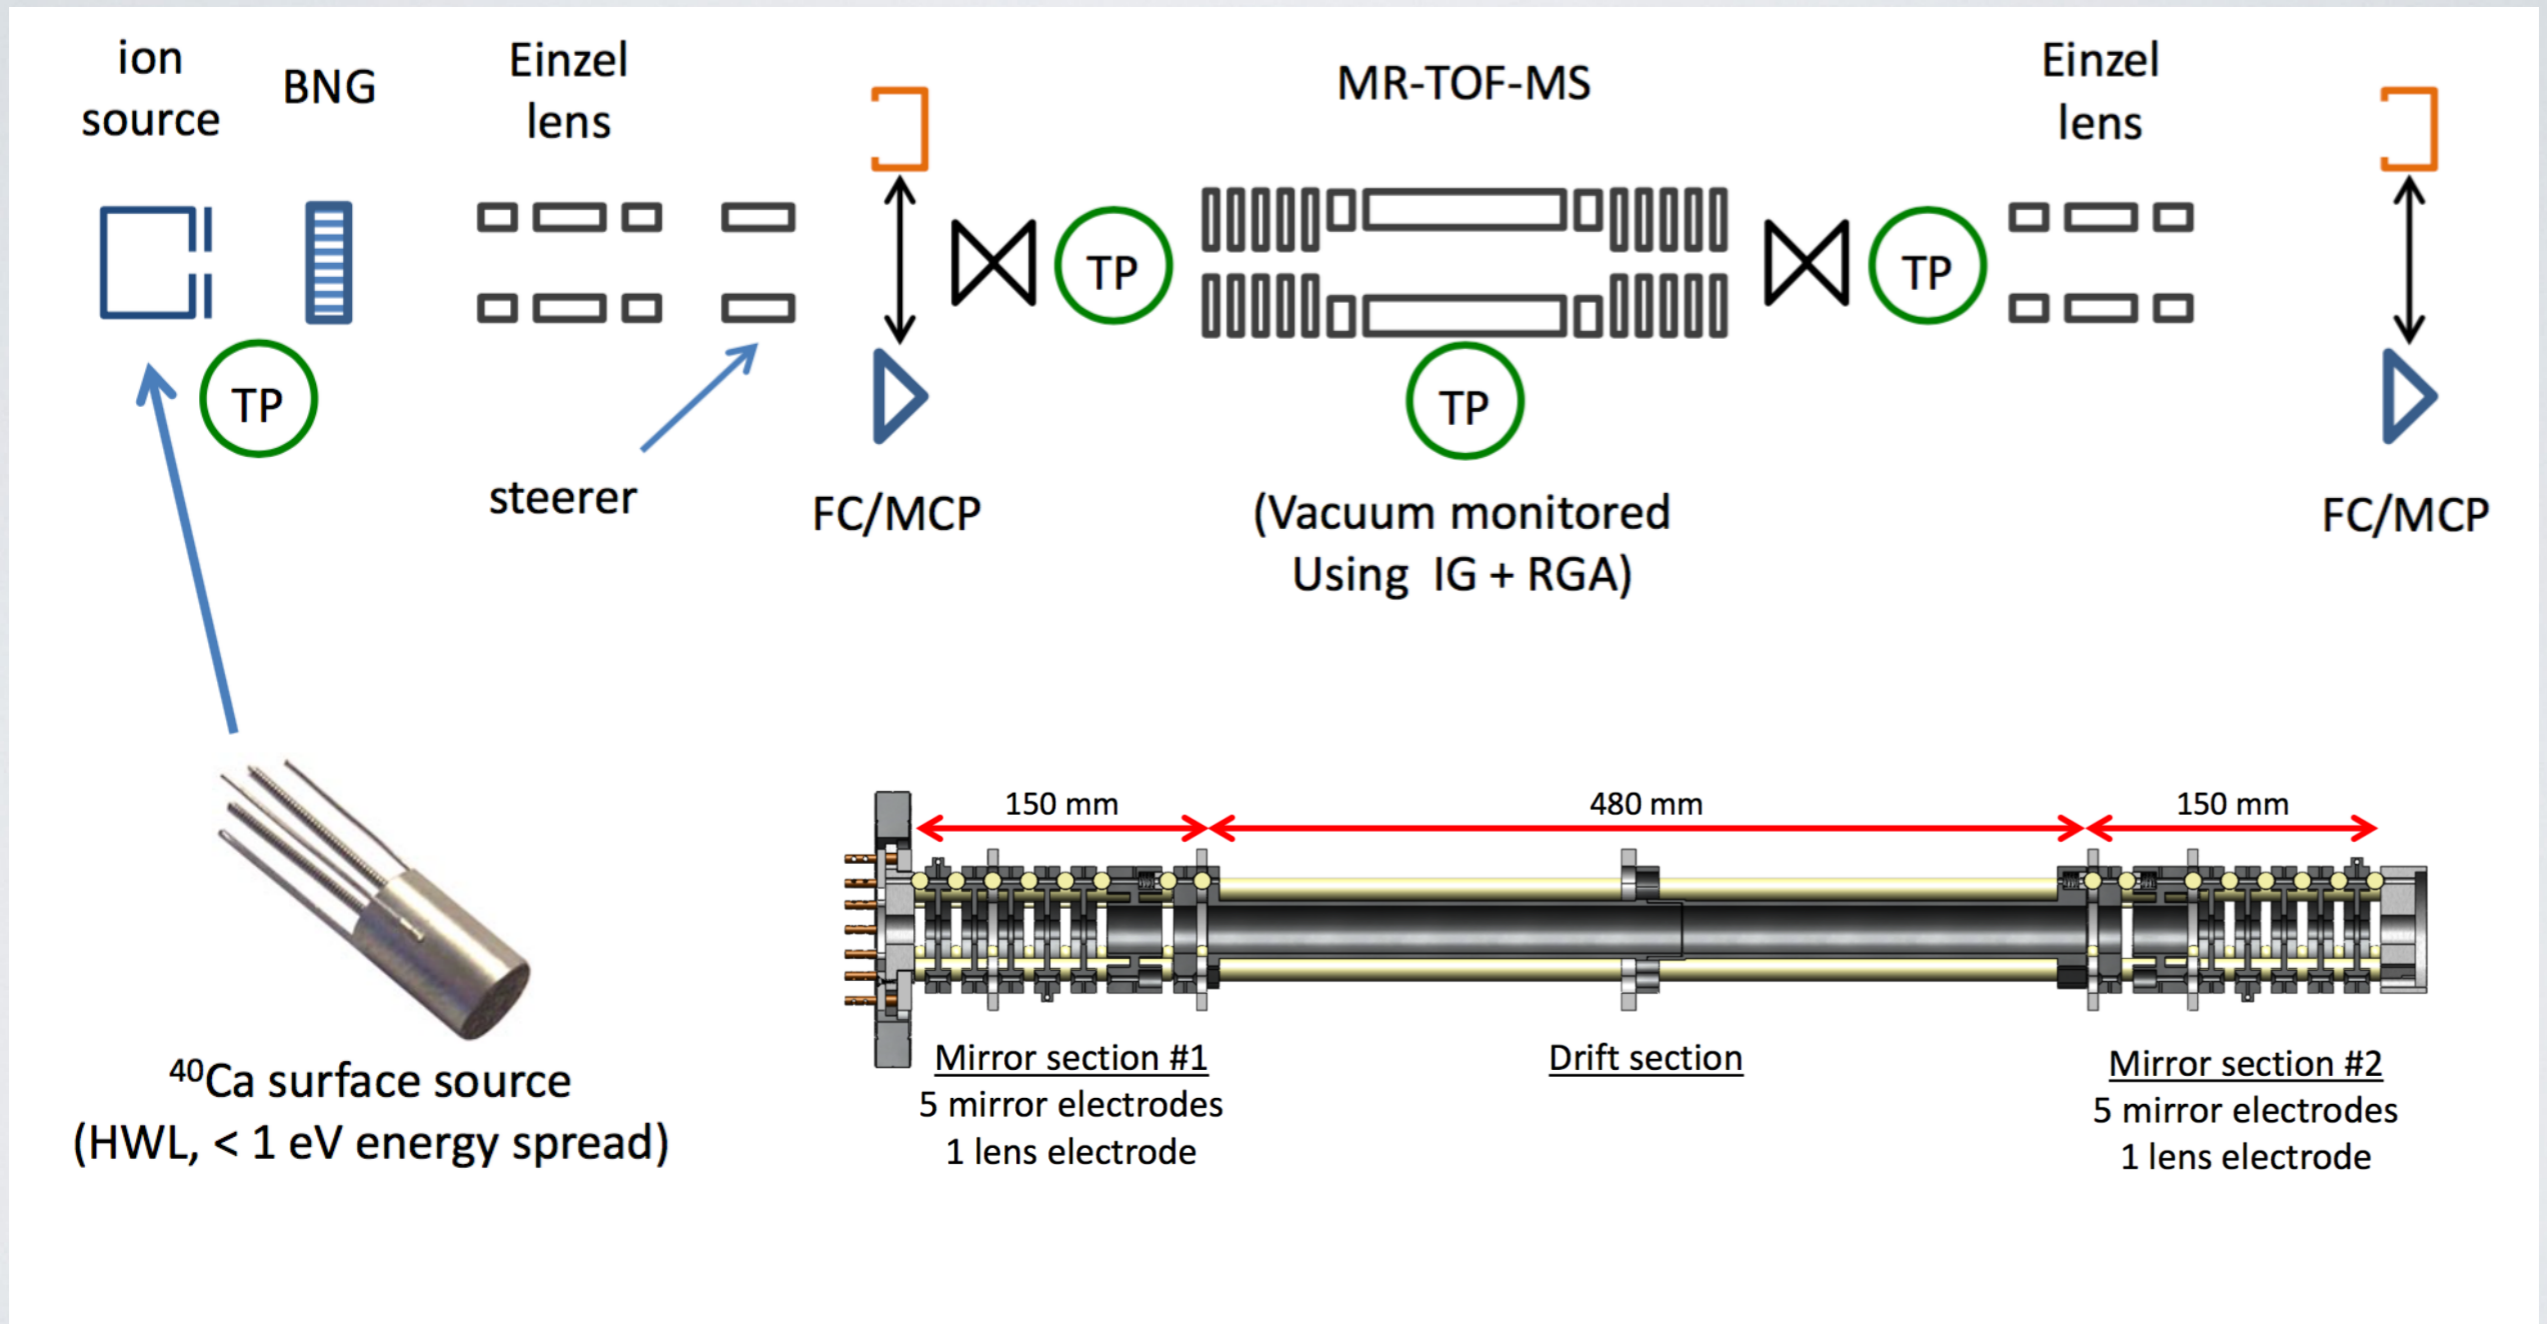 ion
source
BNG
Einzel
lens
MR-TOF-MS
Einzel
lens
TP
TP
TP
TP
steerer
FC/MCP
(Vacuum monitored
Using IG + RGA)
FC/MCP
150 mm
480 mm
150 mm
⁴⁰Ca surface source
(HWL, < 1 eV energy spread)
Mirror section #1
5 mirror electrodes
1 lens electrode
Drift section
Mirror section #2
5 mirror electrodes
1 lens electrode